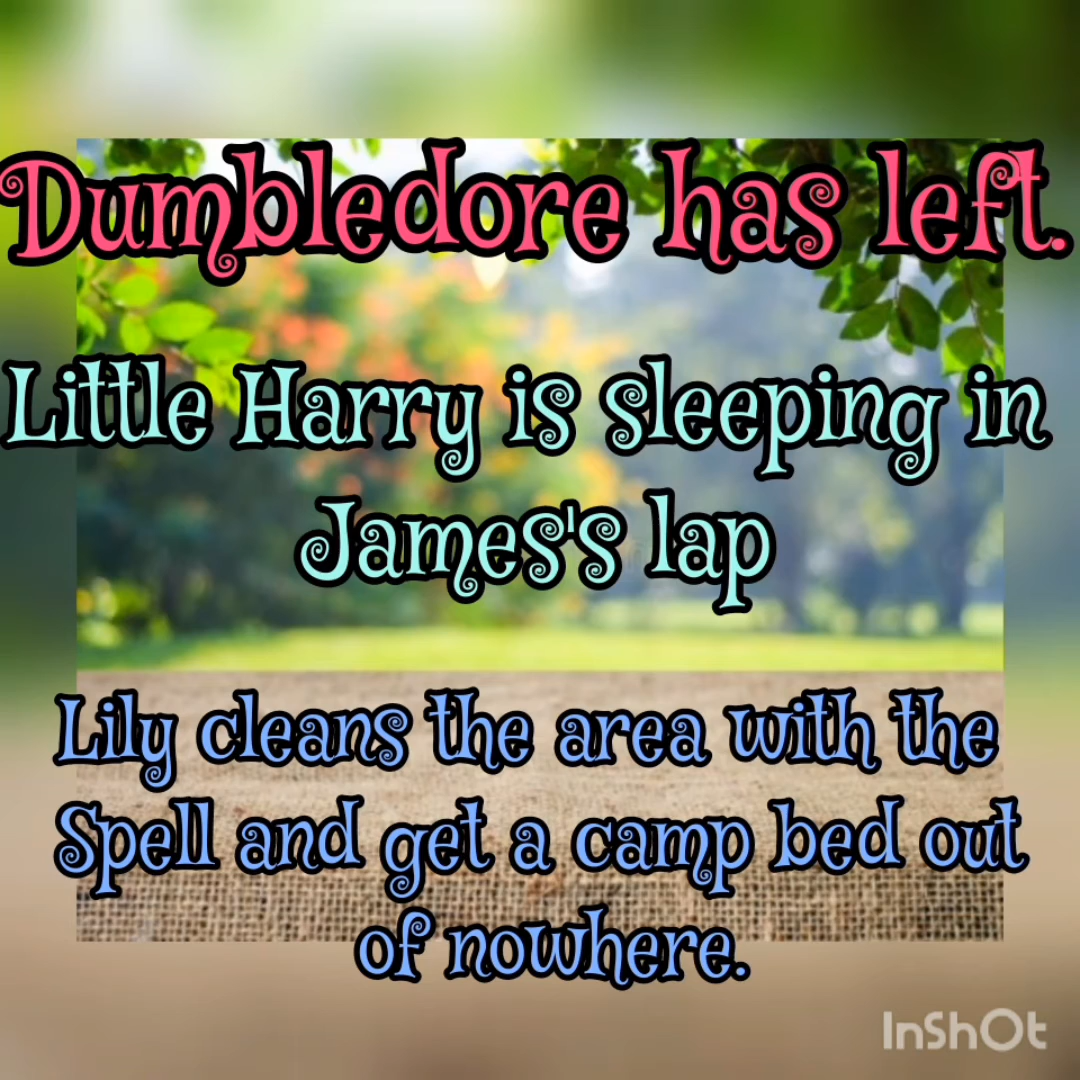 Dumbledore has left.
Little Harry is sleeping in
James's lap
Lily cleans the area with the
Spell and get a camp bed out
of nowhere.
InShOt